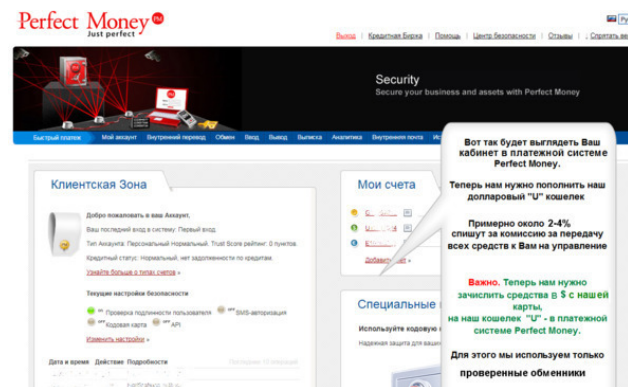 Perfect Money PM
Just perfect
Выход | Кредитная Биржа | Помощь | Центр безопасности | Отзывы |
Security
Secure your business and assets with Perfect Money
Быстрый платеж Мой аккаунт Внутренний перевод Обмен Ввод Вывод Выписка Аналитика Внутренняя почта
Клиентская Зона
Добро пожаловать в ваш Аккаунт.
Ваш последний вход в систему: Первый вход.
Тип Аккаунта: Персональный Нормальный. Trust Score рейтинг: 0 пунктов.
Кредитный статус: Нормальный, нет задолженности по кредитам.
Узнайте больше о типах счетов »
Текущие настройки безопасности
Проверка подлинности пользователя OFF SMS-авторизация
OFF Кодовая карта OFF API
Изменить настройки »
Дата и время Действие Подробности
Мои счета
Специальные
Используйте кодовую
Надежная защита для
Вот так будет выглядеть Ваш
кабинет в платежной системе
Perfect Money.
Теперь нам нужно пополнить наш
долларовый "U" кошелек
Примерно около 2-4%
спишут за комиссию за передачу
всех средств к Вам на управление
Важно. Теперь нам нужно
зачислить средства в $ с нашей
карты,
на наш кошелек "U" - в платежной
системе Perfect Money.
Для этого мы используем только
проверенные обменники